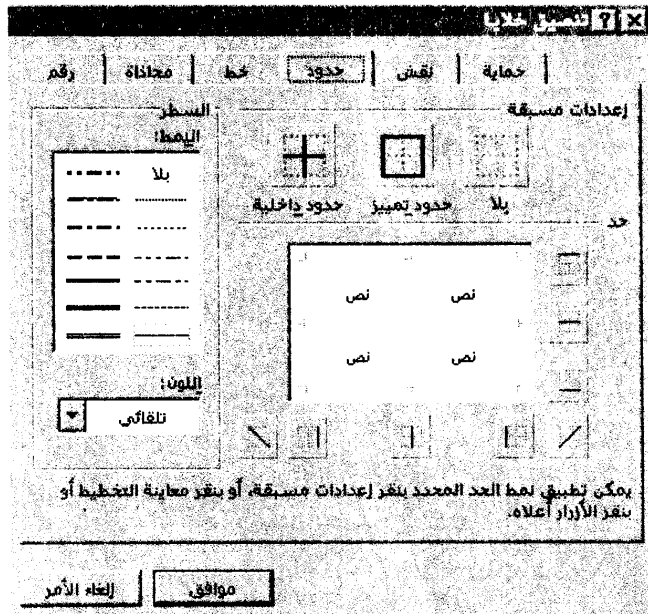 تنسيق خلايا
رقم محاذاة خط حدود نقش حماية
إعدادات مسبقة
بلا حدود تمييز حدود داخلية
حد
نص نص
نص نص
السطر
النمط:
بلا
اللون:
تلقائي
يمكن تطبيق نمط الحد المحدد بنقر إعدادات مسبقة، أو بنقر معاينة التخطيط أو
بنقر الأزرار أعلاه.
موافق إلغاء الأمر